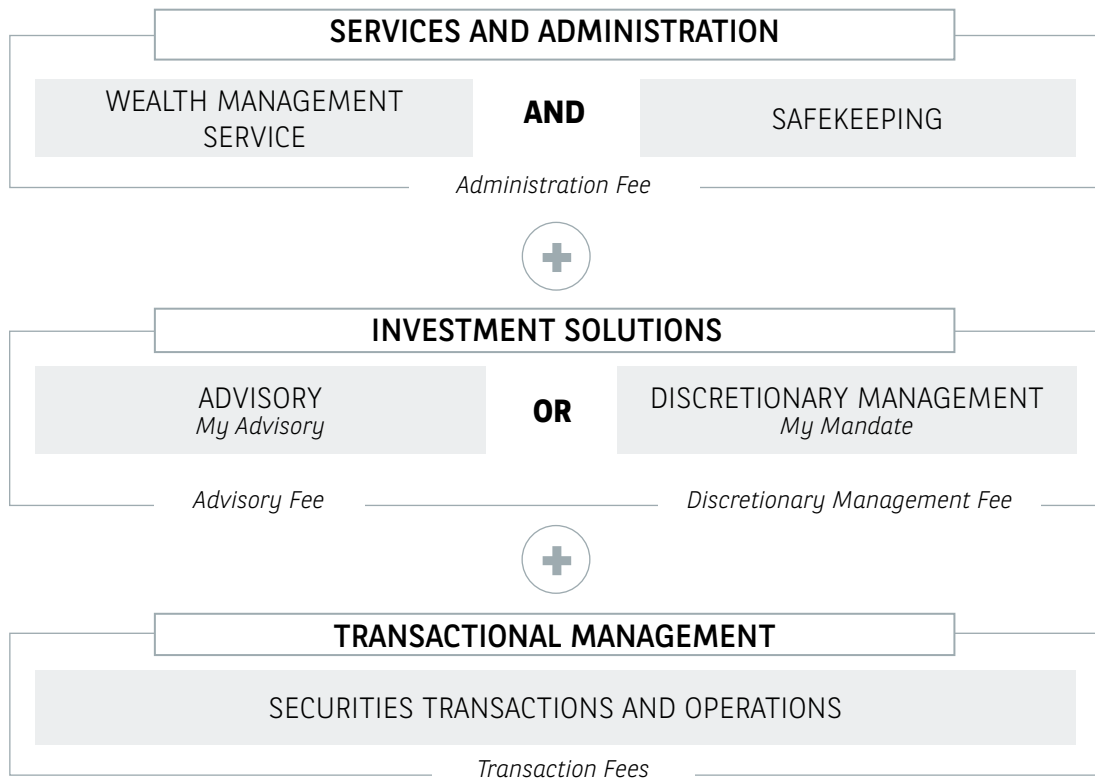 SERVICES AND ADMINISTRATION
WEALTH MANAGEMENT
SERVICE
AND
SAFEKEEPING
Administration Fee
INVESTMENT SOLUTIONS
ADVISORY
My Advisory
OR
DISCRETIONARY MANAGEMENT
My Mandate
Advisory Fee
Discretionary Management Fee
TRANSACTIONAL MANAGEMENT
SECURITIES TRANSACTIONS AND OPERATIONS
Transaction Fees